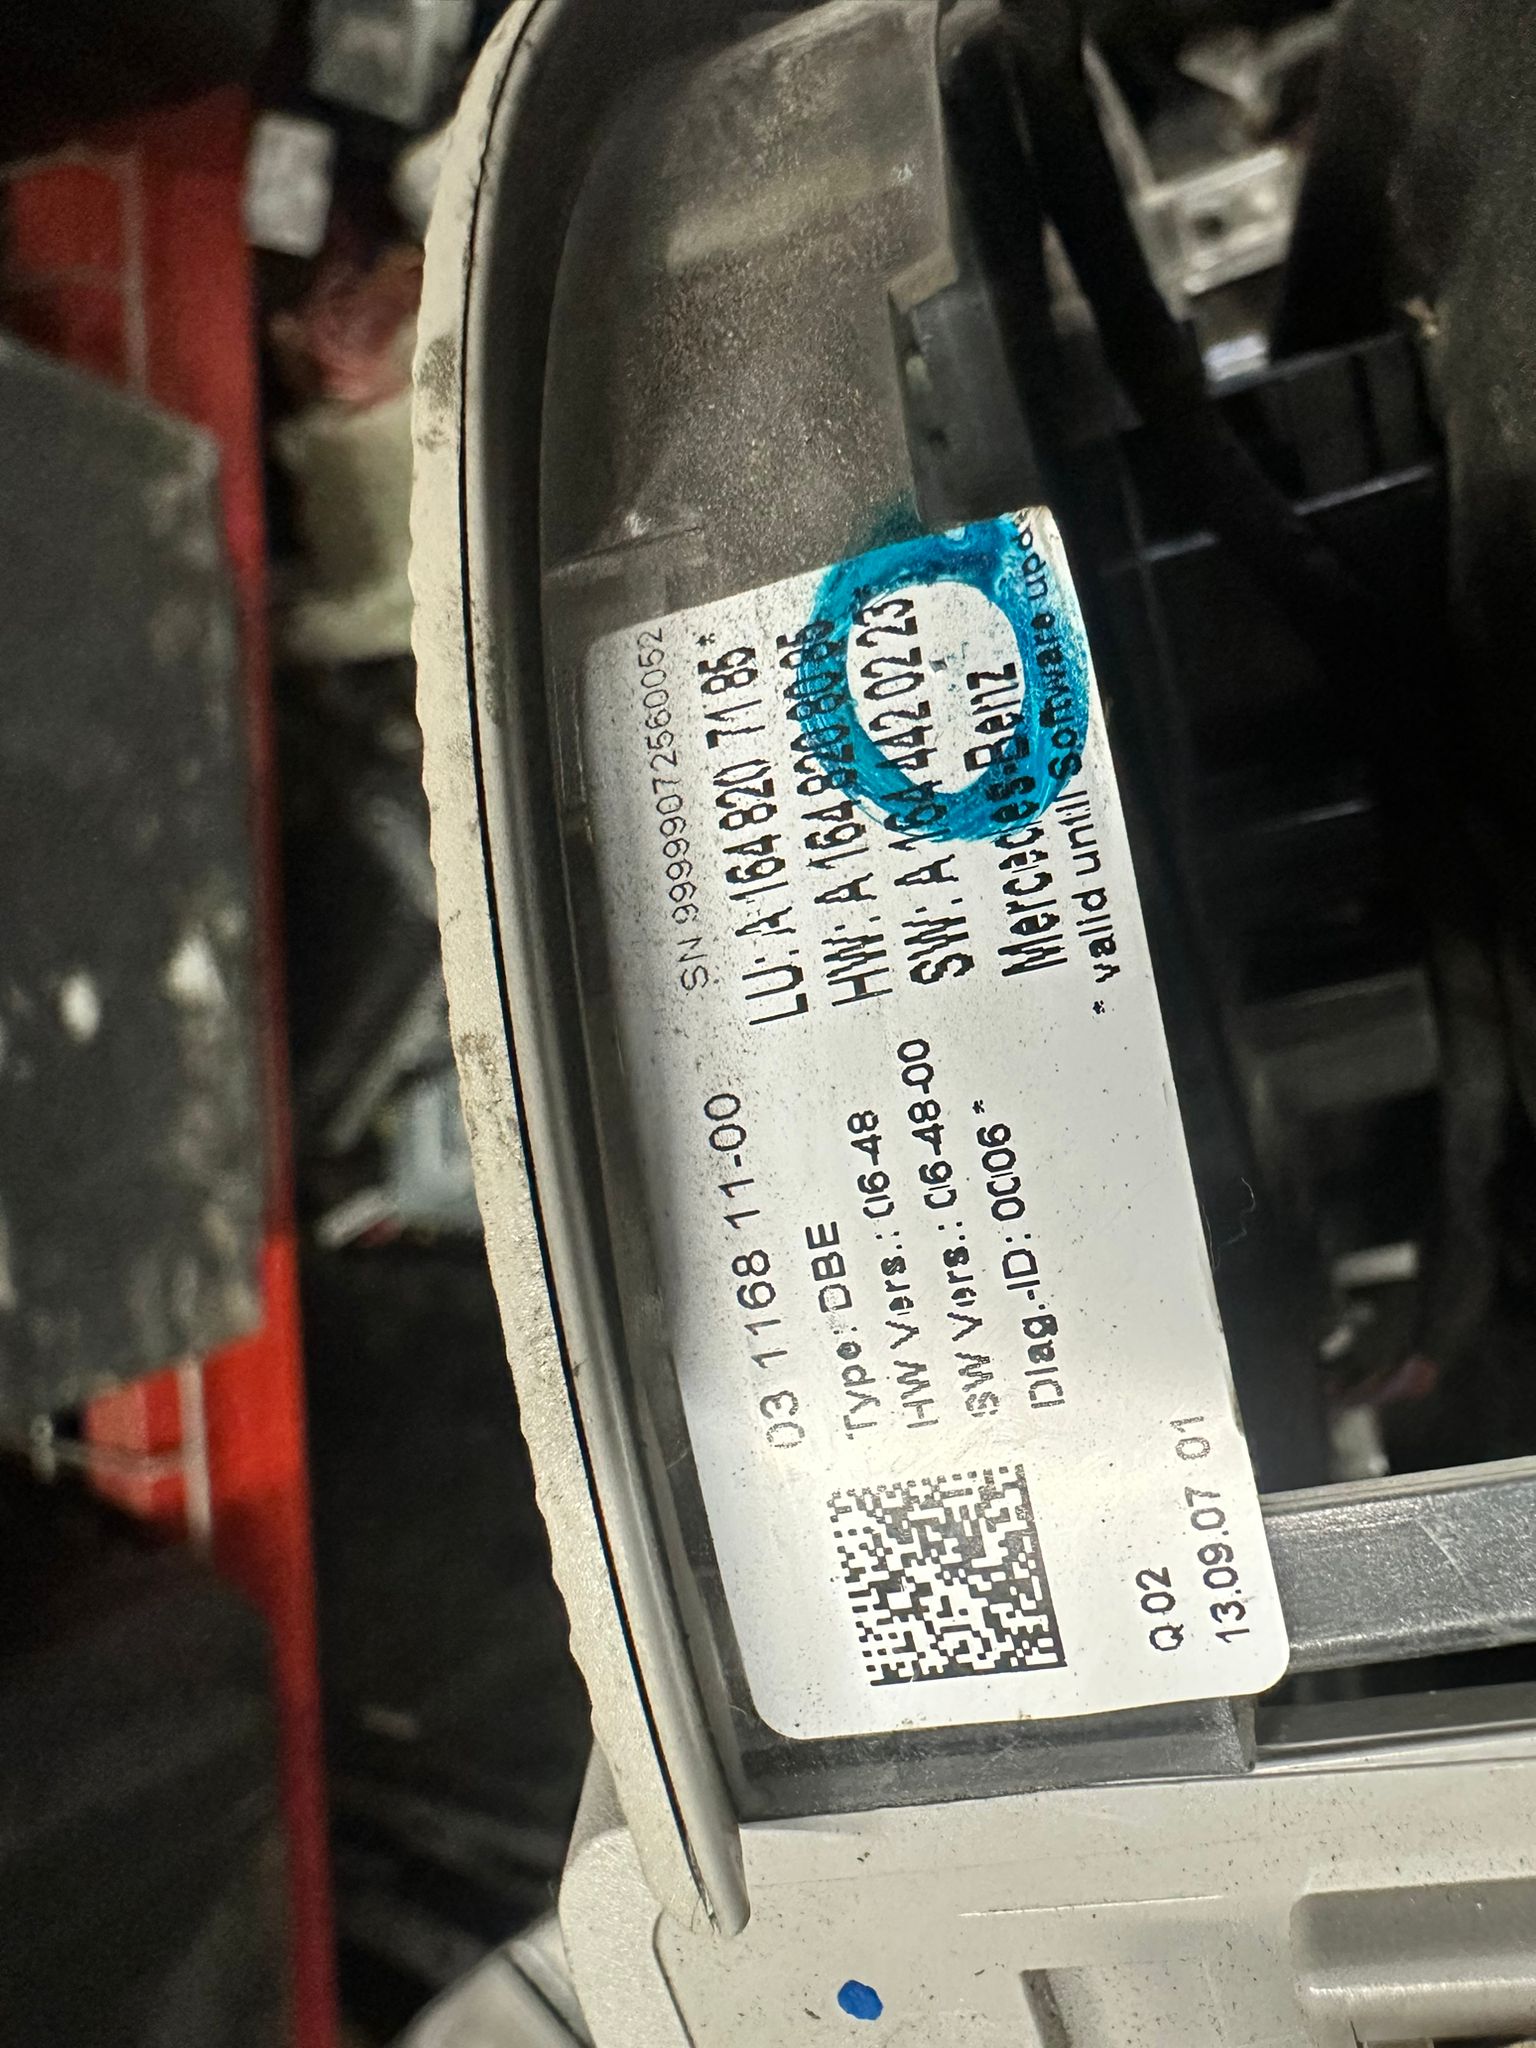 SN 99999072560052
LU: A 164 820 71 85*
HW: A 164 820 80 85
SW: A 164 442 02 23
Mercedes-Benz
* valid until Software upda
03 1168 11-00
Type: DBE
HW Vers.: 06-48
SW Vers.: 06-48-00
Diag.-ID: 0006*
Q 02
13.09.07 01